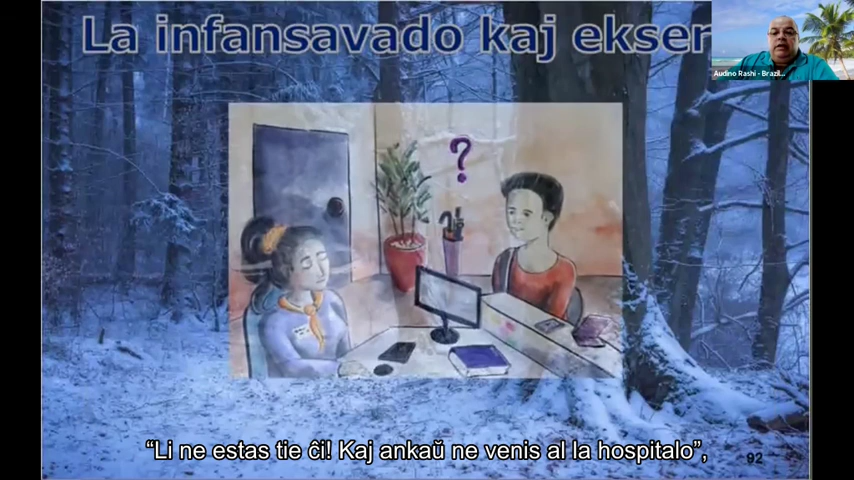 La infansavado kaj ekser
Audino Rashi - Brazil...
?
“Li ne estas tie ĉi! Kaj ankaŭ ne venis al la hospitalo”,
92